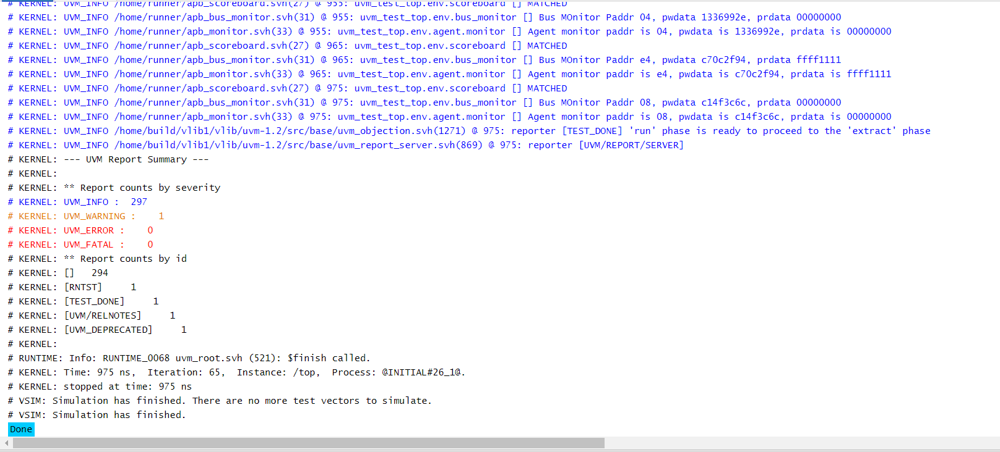 # KERNEL: UVM_INFO /home/runner/apb_scoreboard.svh(27) @ 955: uvm_test_top.env.scoreboard [] MATCHED
# KERNEL: UVM_INFO /home/runner/apb_bus_monitor.svh(31) @ 955: uvm_test_top.env.bus_monitor [] Bus MOnitor Paddr 04, pwdata 1336992e, prdata 00000000
# KERNEL: UVM_INFO /home/runner/apb_monitor.svh(33) @ 955: uvm_test_top.env.agent.monitor [] Agent monitor paddr is 04, pwdata is 1336992e, prdata is 00000000
# KERNEL: UVM_INFO /home/runner/apb_scoreboard.svh(27) @ 965: uvm_test_top.env.scoreboard [] MATCHED
# KERNEL: UVM_INFO /home/runner/apb_bus_monitor.svh(31) @ 965: uvm_test_top.env.bus_monitor [] Bus MOnitor Paddr e4, pwdata c70c2f94, prdata ffff1111
# KERNEL: UVM_INFO /home/runner/apb_monitor.svh(33) @ 965: uvm_test_top.env.agent.monitor [] Agent monitor paddr is e4, pwdata is c70c2f94, prdata is ffff1111
# KERNEL: UVM_INFO /home/runner/apb_scoreboard.svh(27) @ 975: uvm_test_top.env.scoreboard [] MATCHED
# KERNEL: UVM_INFO /home/runner/apb_bus_monitor.svh(31) @ 975: uvm_test_top.env.bus_monitor [] Bus MOnitor Paddr 08, pwdata c14f3c6c, prdata 00000000
# KERNEL: UVM_INFO /home/runner/apb_monitor.svh(33) @ 975: uvm_test_top.env.agent.monitor [] Agent monitor paddr is 08, pwdata is c14f3c6c, prdata is 00000000
# KERNEL: UVM_INFO /home/build/vlib1/vlib/uvm-1.2/src/base/uvm_objection.svh(1271) @ 975: reporter [TEST_DONE] 'run' phase is ready to proceed to the 'extract' phase
# KERNEL: UVM_INFO /home/build/vlib1/vlib/uvm-1.2/src/base/uvm_report_server.svh(869) @ 975: reporter [UVM/REPORT/SERVER]
# KERNEL: --- UVM Report Summary ---
# KERNEL:
# KERNEL: ** Report counts by severity
# KERNEL: UVM_INFO : 297
# KERNEL: UVM_WARNING : 1
# KERNEL: UVM_ERROR : 0
# KERNEL: UVM_FATAL : 0
# KERNEL: ** Report counts by id
# KERNEL: [] 294
# KERNEL: [RNTST] 1
# KERNEL: [TEST_DONE] 1
# KERNEL: [UVM/RELNOTES] 1
# KERNEL: [UVM_DEPRECATED] 1
# KERNEL:
# RUNTIME: Info: RUNTIME_0068 uvm_root.svh (521): $finish called.
# KERNEL: Time: 975 ns, Iteration: 65, Instance: /top, Process: @INITIAL#26_1@.
# KERNEL: stopped at time: 975 ns
# VSIM: Simulation has finished. There are no more test vectors to simulate.
# VSIM: Simulation has finished.
Done